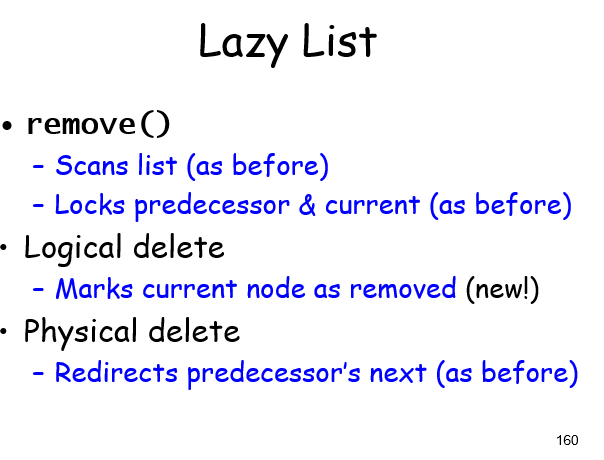 Lazy List
• remove()
– Scans list (as before)
– Locks predecessor & current (as before)
• Logical delete
– Marks current node as removed (new!)
• Physical delete
– Redirects predecessor’s next (as before)
160